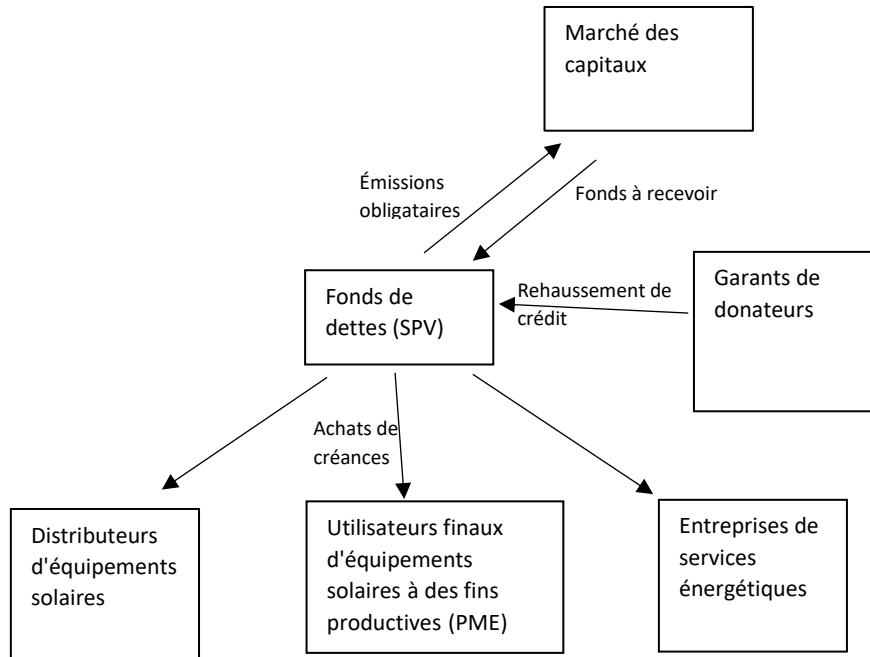 Marché des
capitaux
Émissions
obligataires
Fonds à recevoir
Fonds de
dettes (SPV)
Rehaussement de
crédit
Garants de
donateurs
Achats de
créances
Distributeurs
d'équipements
solaires
Utilisateurs finaux
d'équipements
solaires à des fins
productives (PME)
Entreprises de
services
énergétiques